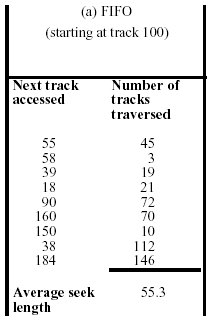 (a) FIFO
(starting at track 100)
Next track accessed Number of tracks traversed
55 45
58 3
39 19
18 21
90 72
160 70
150 10
38 112
184 146
Average seek length 55.3